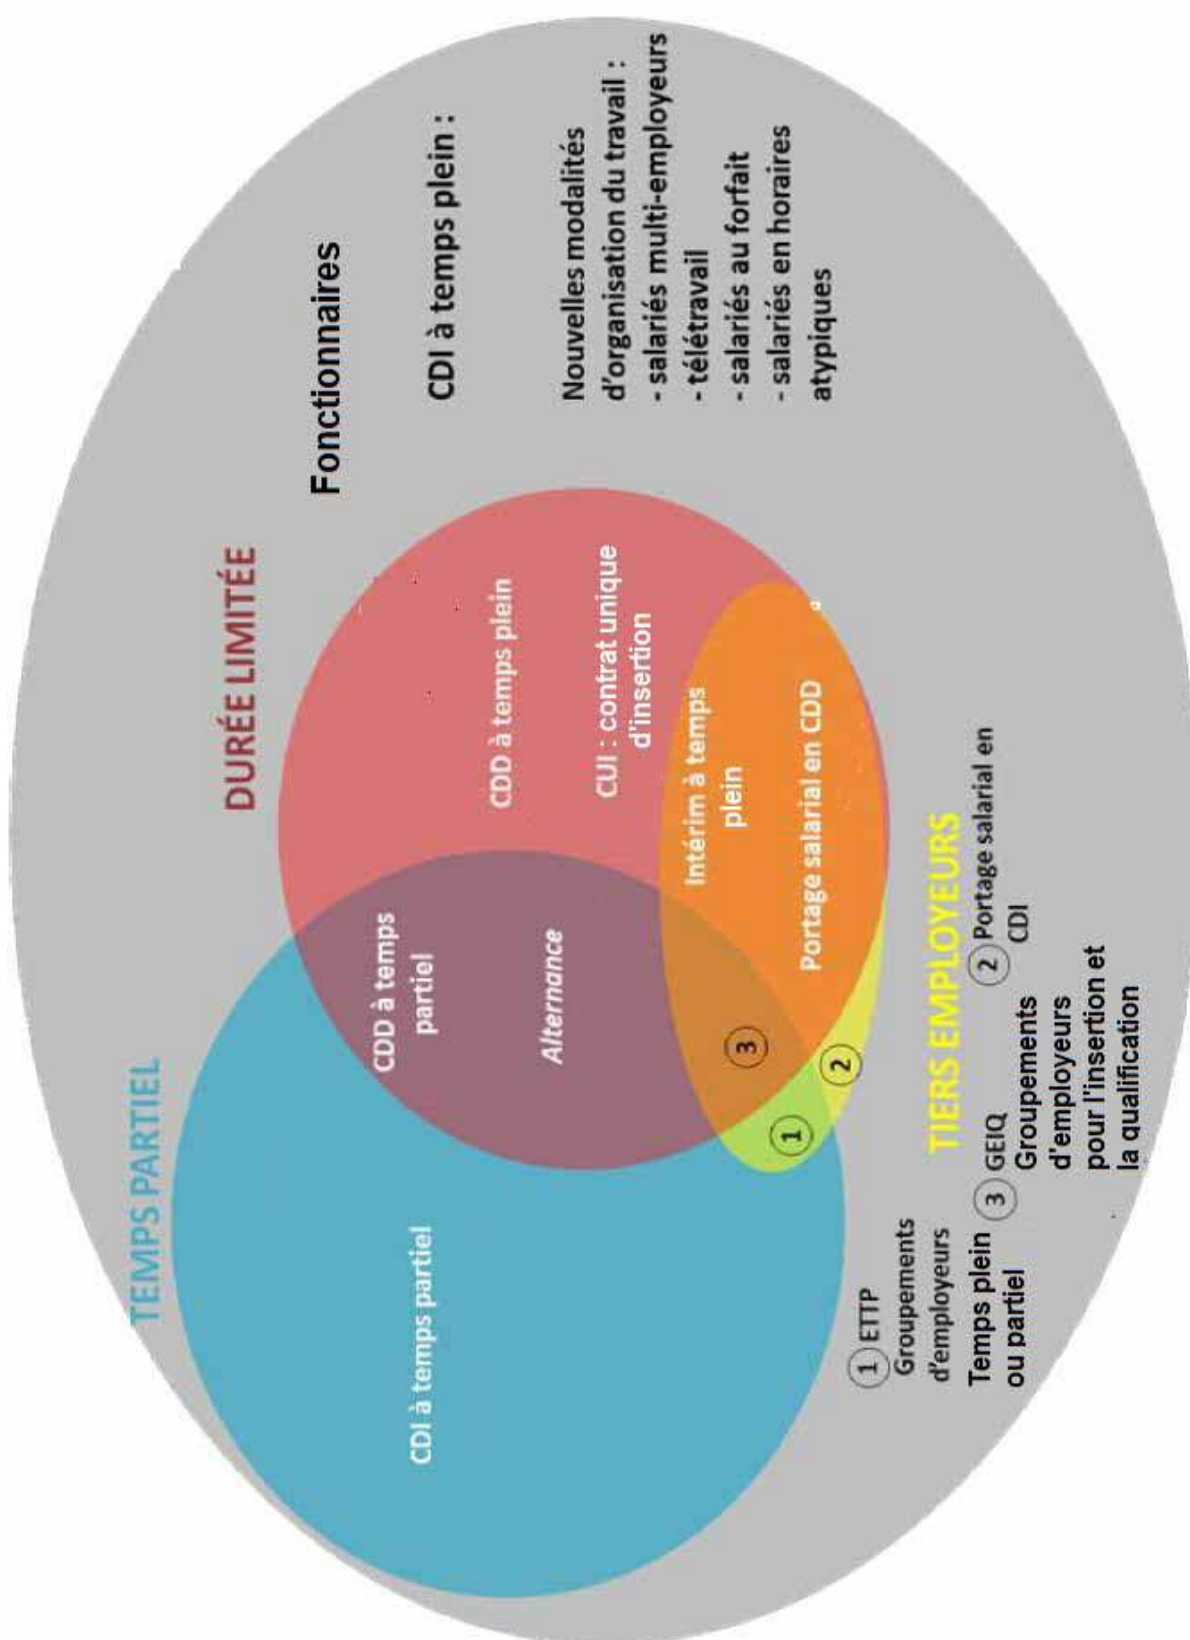 TEMPS PARTIEL
DURÉE LIMITÉE
Fonctionnaires
CDI à temps plein :
Nouvelles modalités
d'organisation du travail :
- salariés multi-employeurs
- télétravail
- salariés au forfait
- salariés en horaires
atypiques
CDI à temps partiel
CDD à temps
partiel
Alternance
CDD à temps plein
CUI : contrat unique
d'insertion
Intérim à temps
plein
Portage salarial en CDD
1
2
3
TIERS EMPLOYEURS
1 ETTP
Groupements
d'employeurs
Temps plein
ou partiel
3 GEIQ
Groupements
d'employeurs
pour l'insertion et
la qualification
2 Portage salarial en
CDI